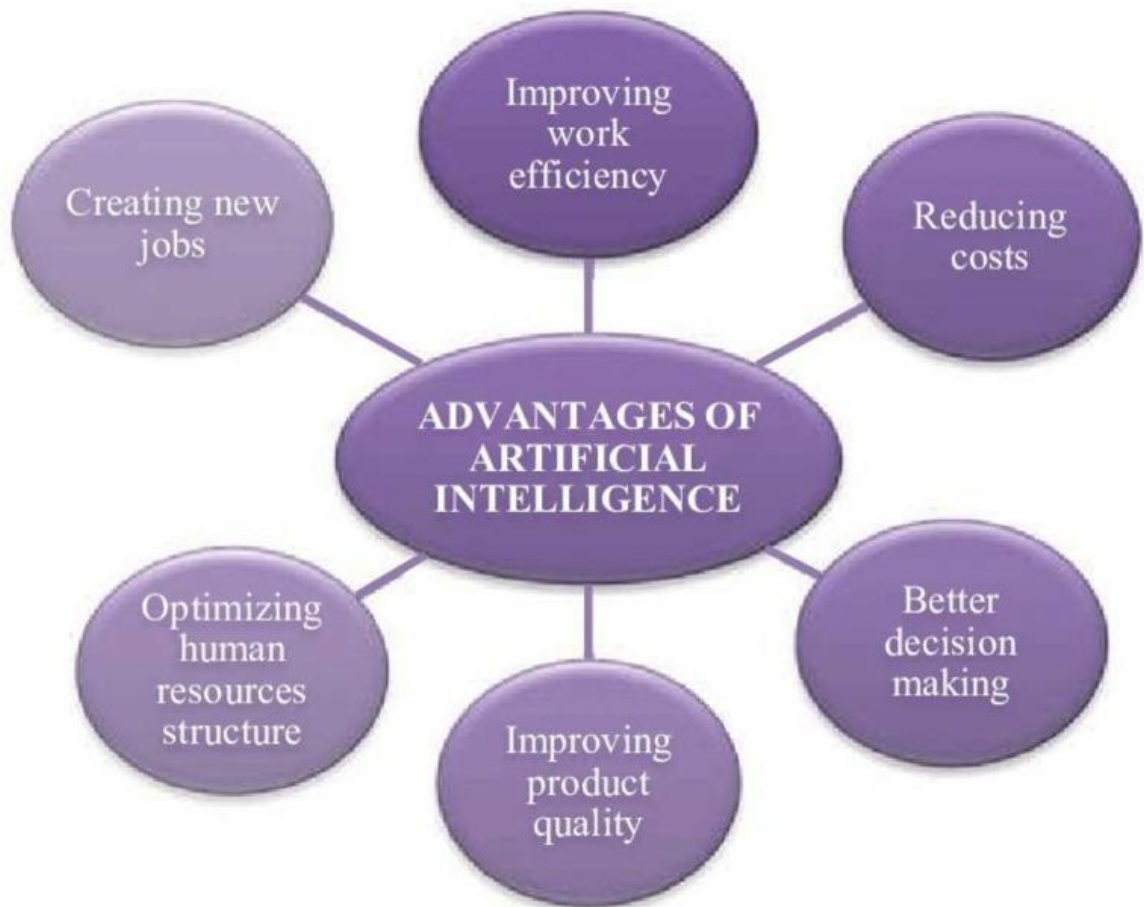 Improving
work
efficiency
Creating new
jobs
Reducing
costs
ADVANTAGES OF
ARTIFICIAL
INTELLIGENCE
Optimizing
human
resources
structure
Better
decision
making
Improving
product
quality